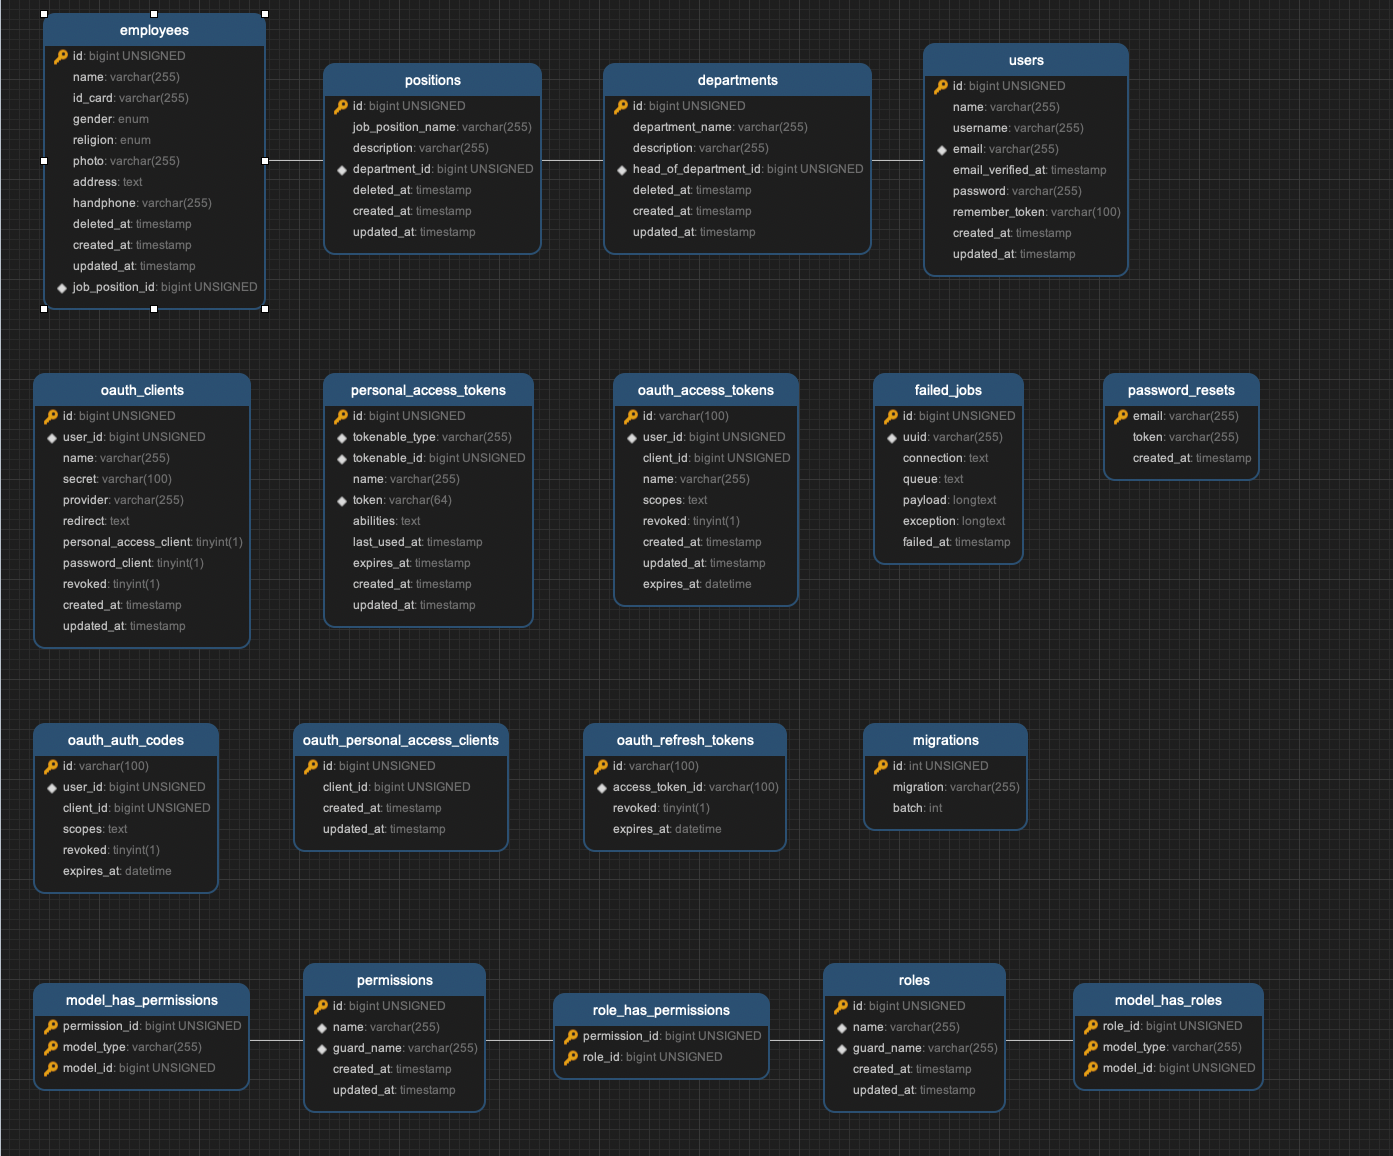 employees
id: bigint UNSIGNED
name: varchar(255)
id_card: varchar(255)
gender: enum
religion: enum
photo: varchar(255)
address: text
handphone: varchar(255)
deleted_at: timestamp
created_at: timestamp
updated_at: timestamp
job_position_id: bigint UNSIGNED
positions
id: bigint UNSIGNED
job_position_name: varchar(255)
description: varchar(255)
department_id: bigint UNSIGNED
deleted_at: timestamp
created_at: timestamp
updated_at: timestamp
departments
id: bigint UNSIGNED
department_name: varchar(255)
description: varchar(255)
head_of_department_id: bigint UNSIGNED
deleted_at: timestamp
created_at: timestamp
updated_at: timestamp
users
id: bigint UNSIGNED
name: varchar(255)
username: varchar(255)
email: varchar(255)
email_verified_at: timestamp
password: varchar(255)
remember_token: varchar(100)
created_at: timestamp
updated_at: timestamp
oauth_clients
id: bigint UNSIGNED
user_id: bigint UNSIGNED
name: varchar(255)
secret: varchar(100)
provider: varchar(255)
redirect: text
personal_access_client: tinyint(1)
password_client: tinyint(1)
revoked: tinyint(1)
created_at: timestamp
updated_at: timestamp
personal_access_tokens
id: bigint UNSIGNED
tokenable_type: varchar(255)
tokenable_id: bigint UNSIGNED
name: varchar(255)
token: varchar(64)
abilities: text
last_used_at: timestamp
expires_at: timestamp
created_at: timestamp
updated_at: timestamp
oauth_access_tokens
id: varchar(100)
user_id: bigint UNSIGNED
client_id: bigint UNSIGNED
name: varchar(255)
scopes: text
revoked: tinyint(1)
created_at: timestamp
updated_at: timestamp
expires_at: datetime
failed_jobs
id: bigint UNSIGNED
uuid: varchar(255)
connection: text
queue: text
payload: longtext
exception: longtext
failed_at: timestamp
password_resets
email: varchar(255)
token: varchar(255)
created_at: timestamp
oauth_auth_codes
id: varchar(100)
user_id: bigint UNSIGNED
client_id: bigint UNSIGNED
scopes: text
revoked: tinyint(1)
expires_at: datetime
oauth_personal_access_clients
id: bigint UNSIGNED
client_id: bigint UNSIGNED
created_at: timestamp
updated_at: timestamp
oauth_refresh_tokens
id: varchar(100)
access_token_id: varchar(100)
revoked: tinyint(1)
expires_at: datetime
migrations
id: int UNSIGNED
migration: varchar(255)
batch: int
model_has_permissions
permission_id: bigint UNSIGNED
model_type: varchar(255)
model_id: bigint UNSIGNED
permissions
id: bigint UNSIGNED
name: varchar(255)
guard_name: varchar(255)
created_at: timestamp
updated_at: timestamp
role_has_permissions
permission_id: bigint UNSIGNED
role_id: bigint UNSIGNED
roles
id: bigint UNSIGNED
name: varchar(255)
guard_name: varchar(255)
created_at: timestamp
updated_at: timestamp
model_has_roles
role_id: bigint UNSIGNED
model_type: varchar(255)
model_id: bigint UNSIGNED